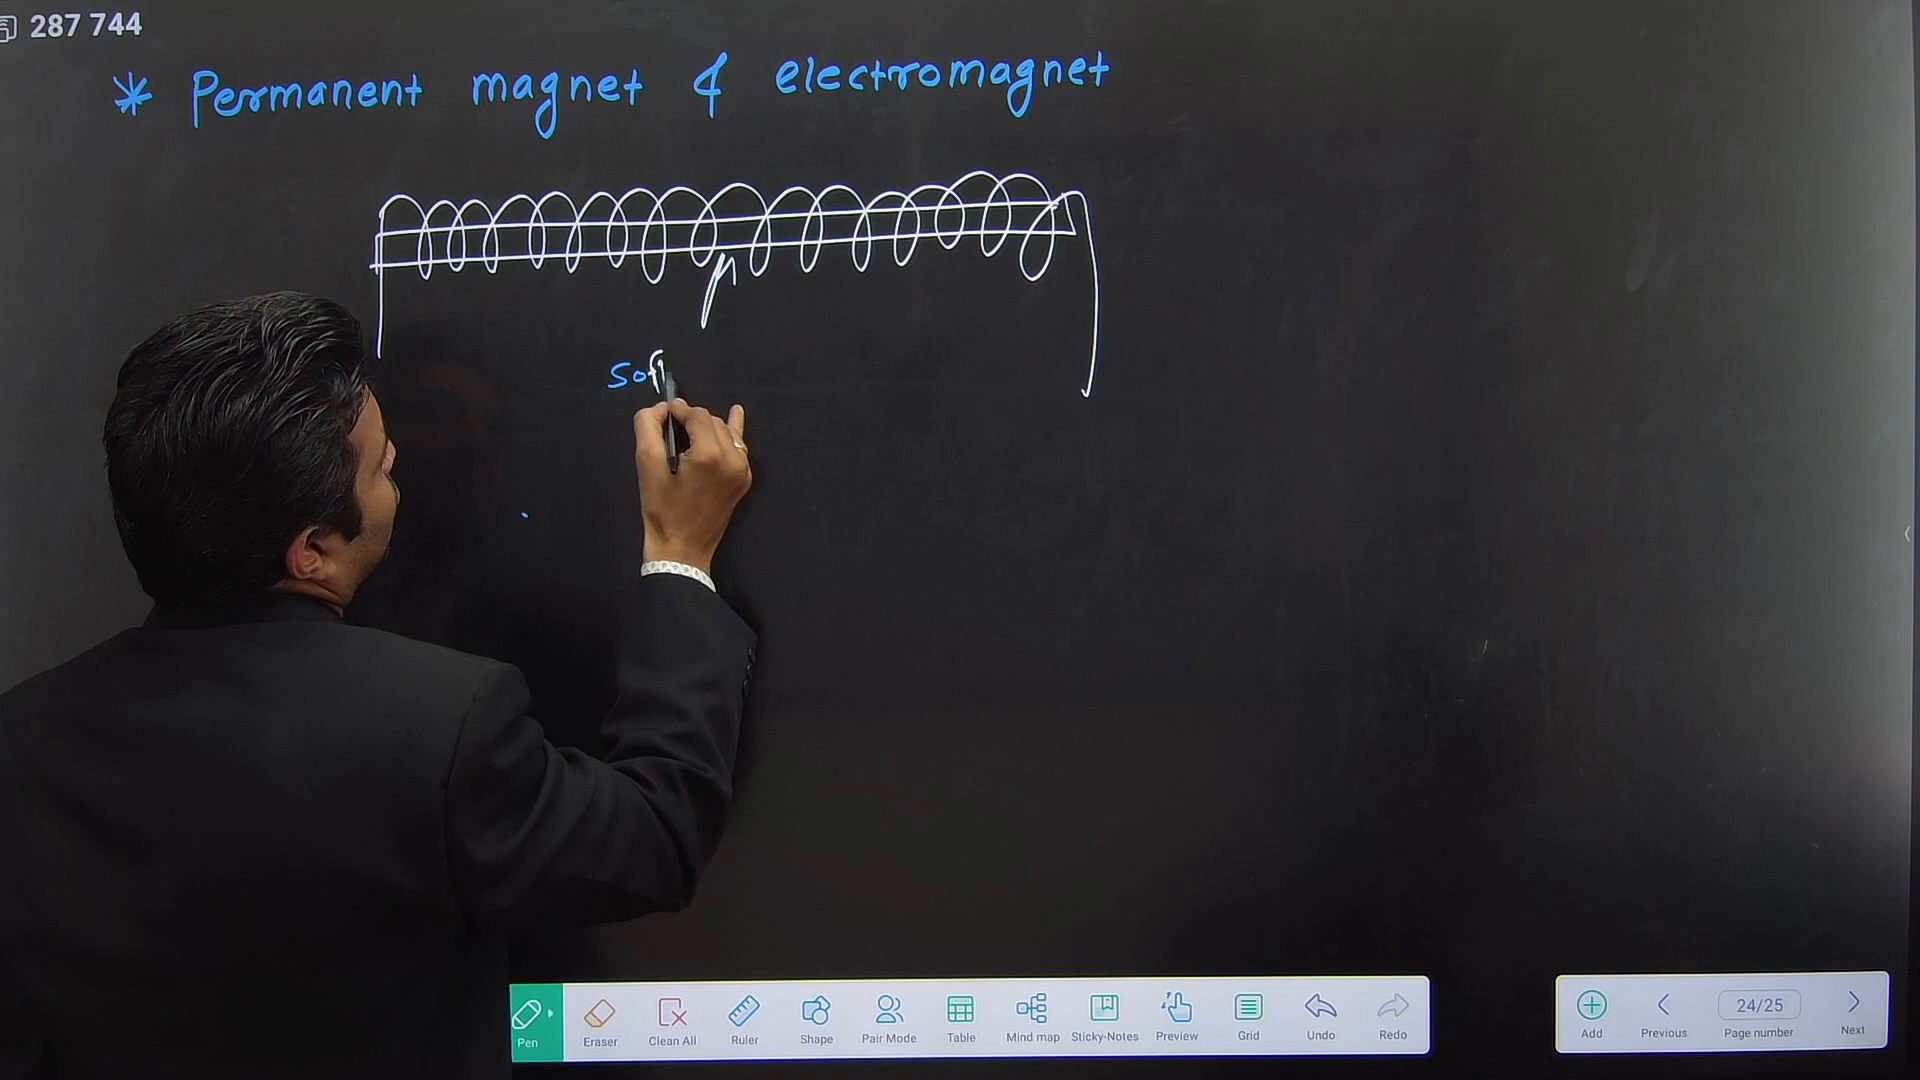 287 744
* Permanent magnet & electromagnet
Sof
Pen Eraser Clean All Ruler Shape Pair Mode Table Mind map Sticky-Notes Preview Grid Undo Redo
24/25
Add Previous Page number Next